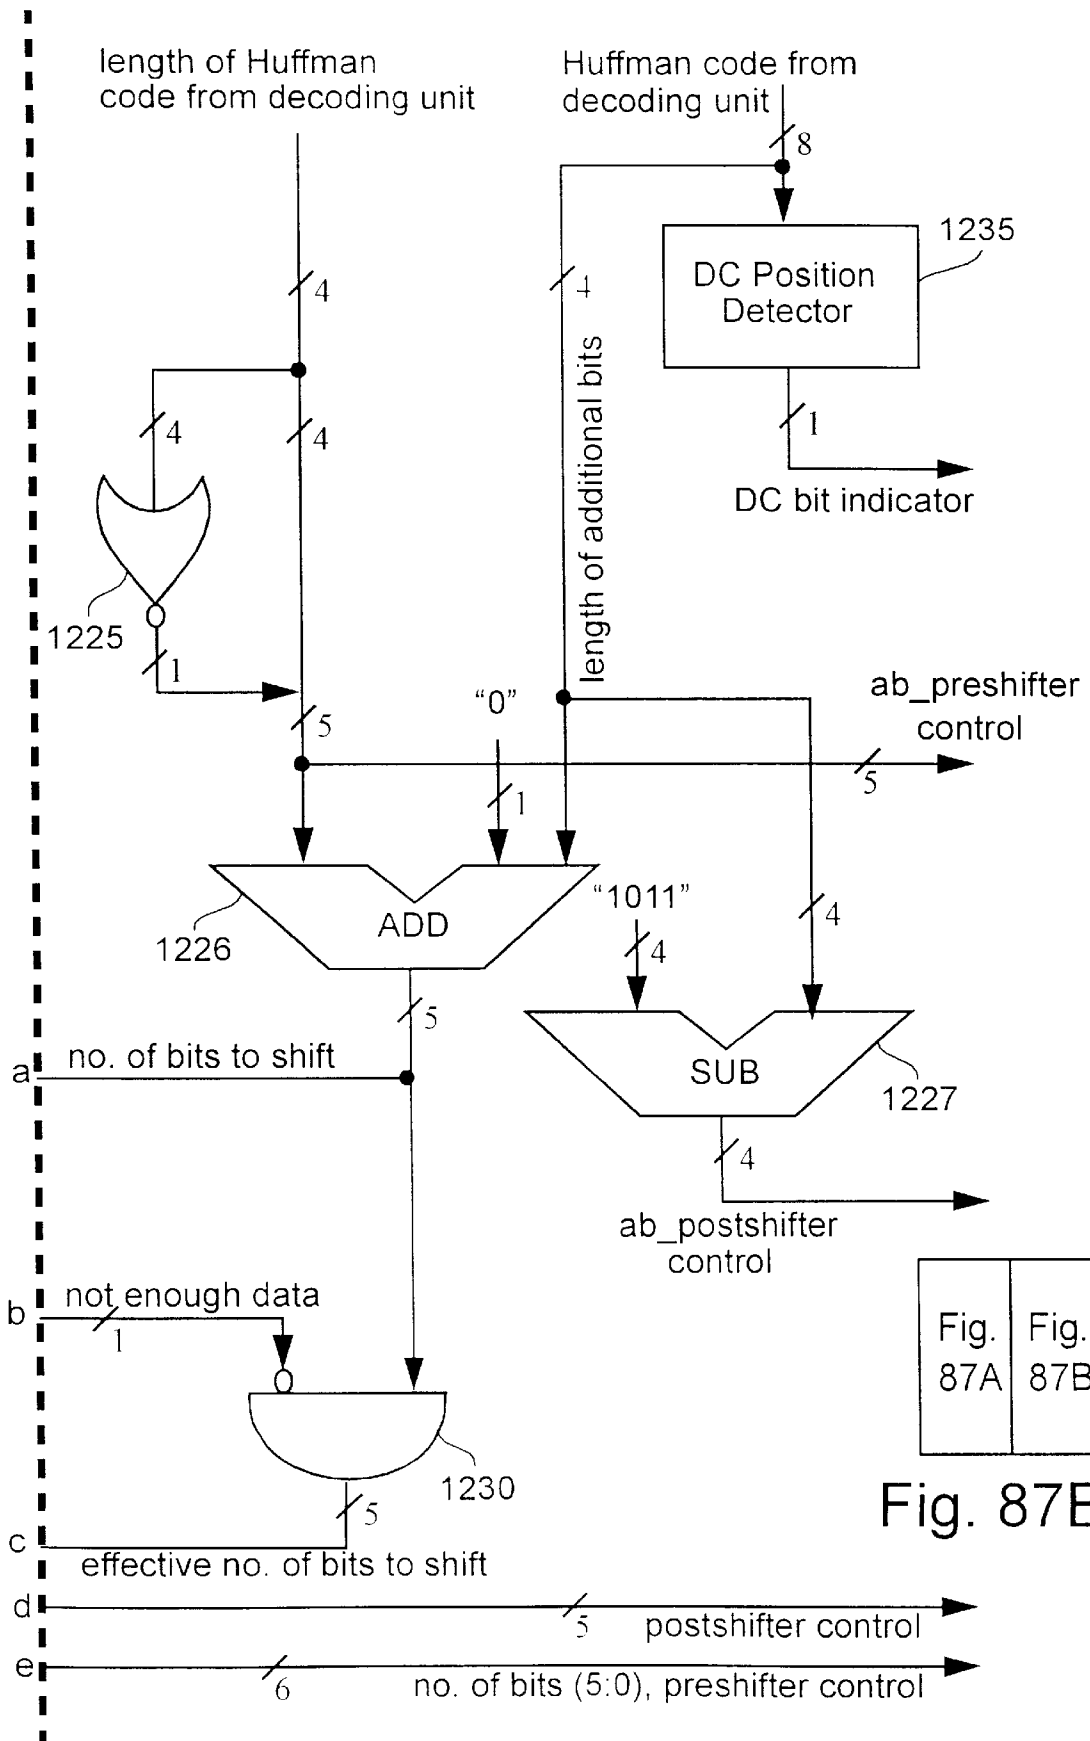 length of Huffman
code from decoding unit
Huffman code from
decoding unit
8
1235
DC Position
Detector
4
4
length of additional bits
4
4
1
DC bit indicator
1225
1
"0"
5
ab_preshifter
control
5
1
"1011"
4
4
ADD
1226
5
no. of bits to shift
a
SUB
1227
4
ab_postshifter
control
b
not enough data
1
Fig.
87A
Fig.
87B
1230
5
Fig. 87B
c
effective no. of bits to shift
d
5
postshifter control
e
6
no. of bits (5:0), preshifter control